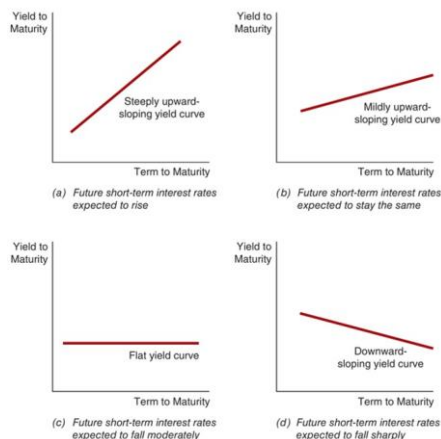 Yield to
Maturity
Steeply upward-
sloping yield curve
Term to Maturity
(a) Future short-term interest rates
expected to rise
Yield to
Maturity
Mildly upward-
sloping yield curve
Term to Maturity
(b) Future short-term interest rates
expected to stay the same
Yield to
Maturity
Flat yield curve
Term to Maturity
(c) Future short-term interest rates
expected to fall moderately
Yield to
Maturity
Downward-
sloping yield curve
Term to Maturity
(d) Future short-term interest rates
expected to fall sharply